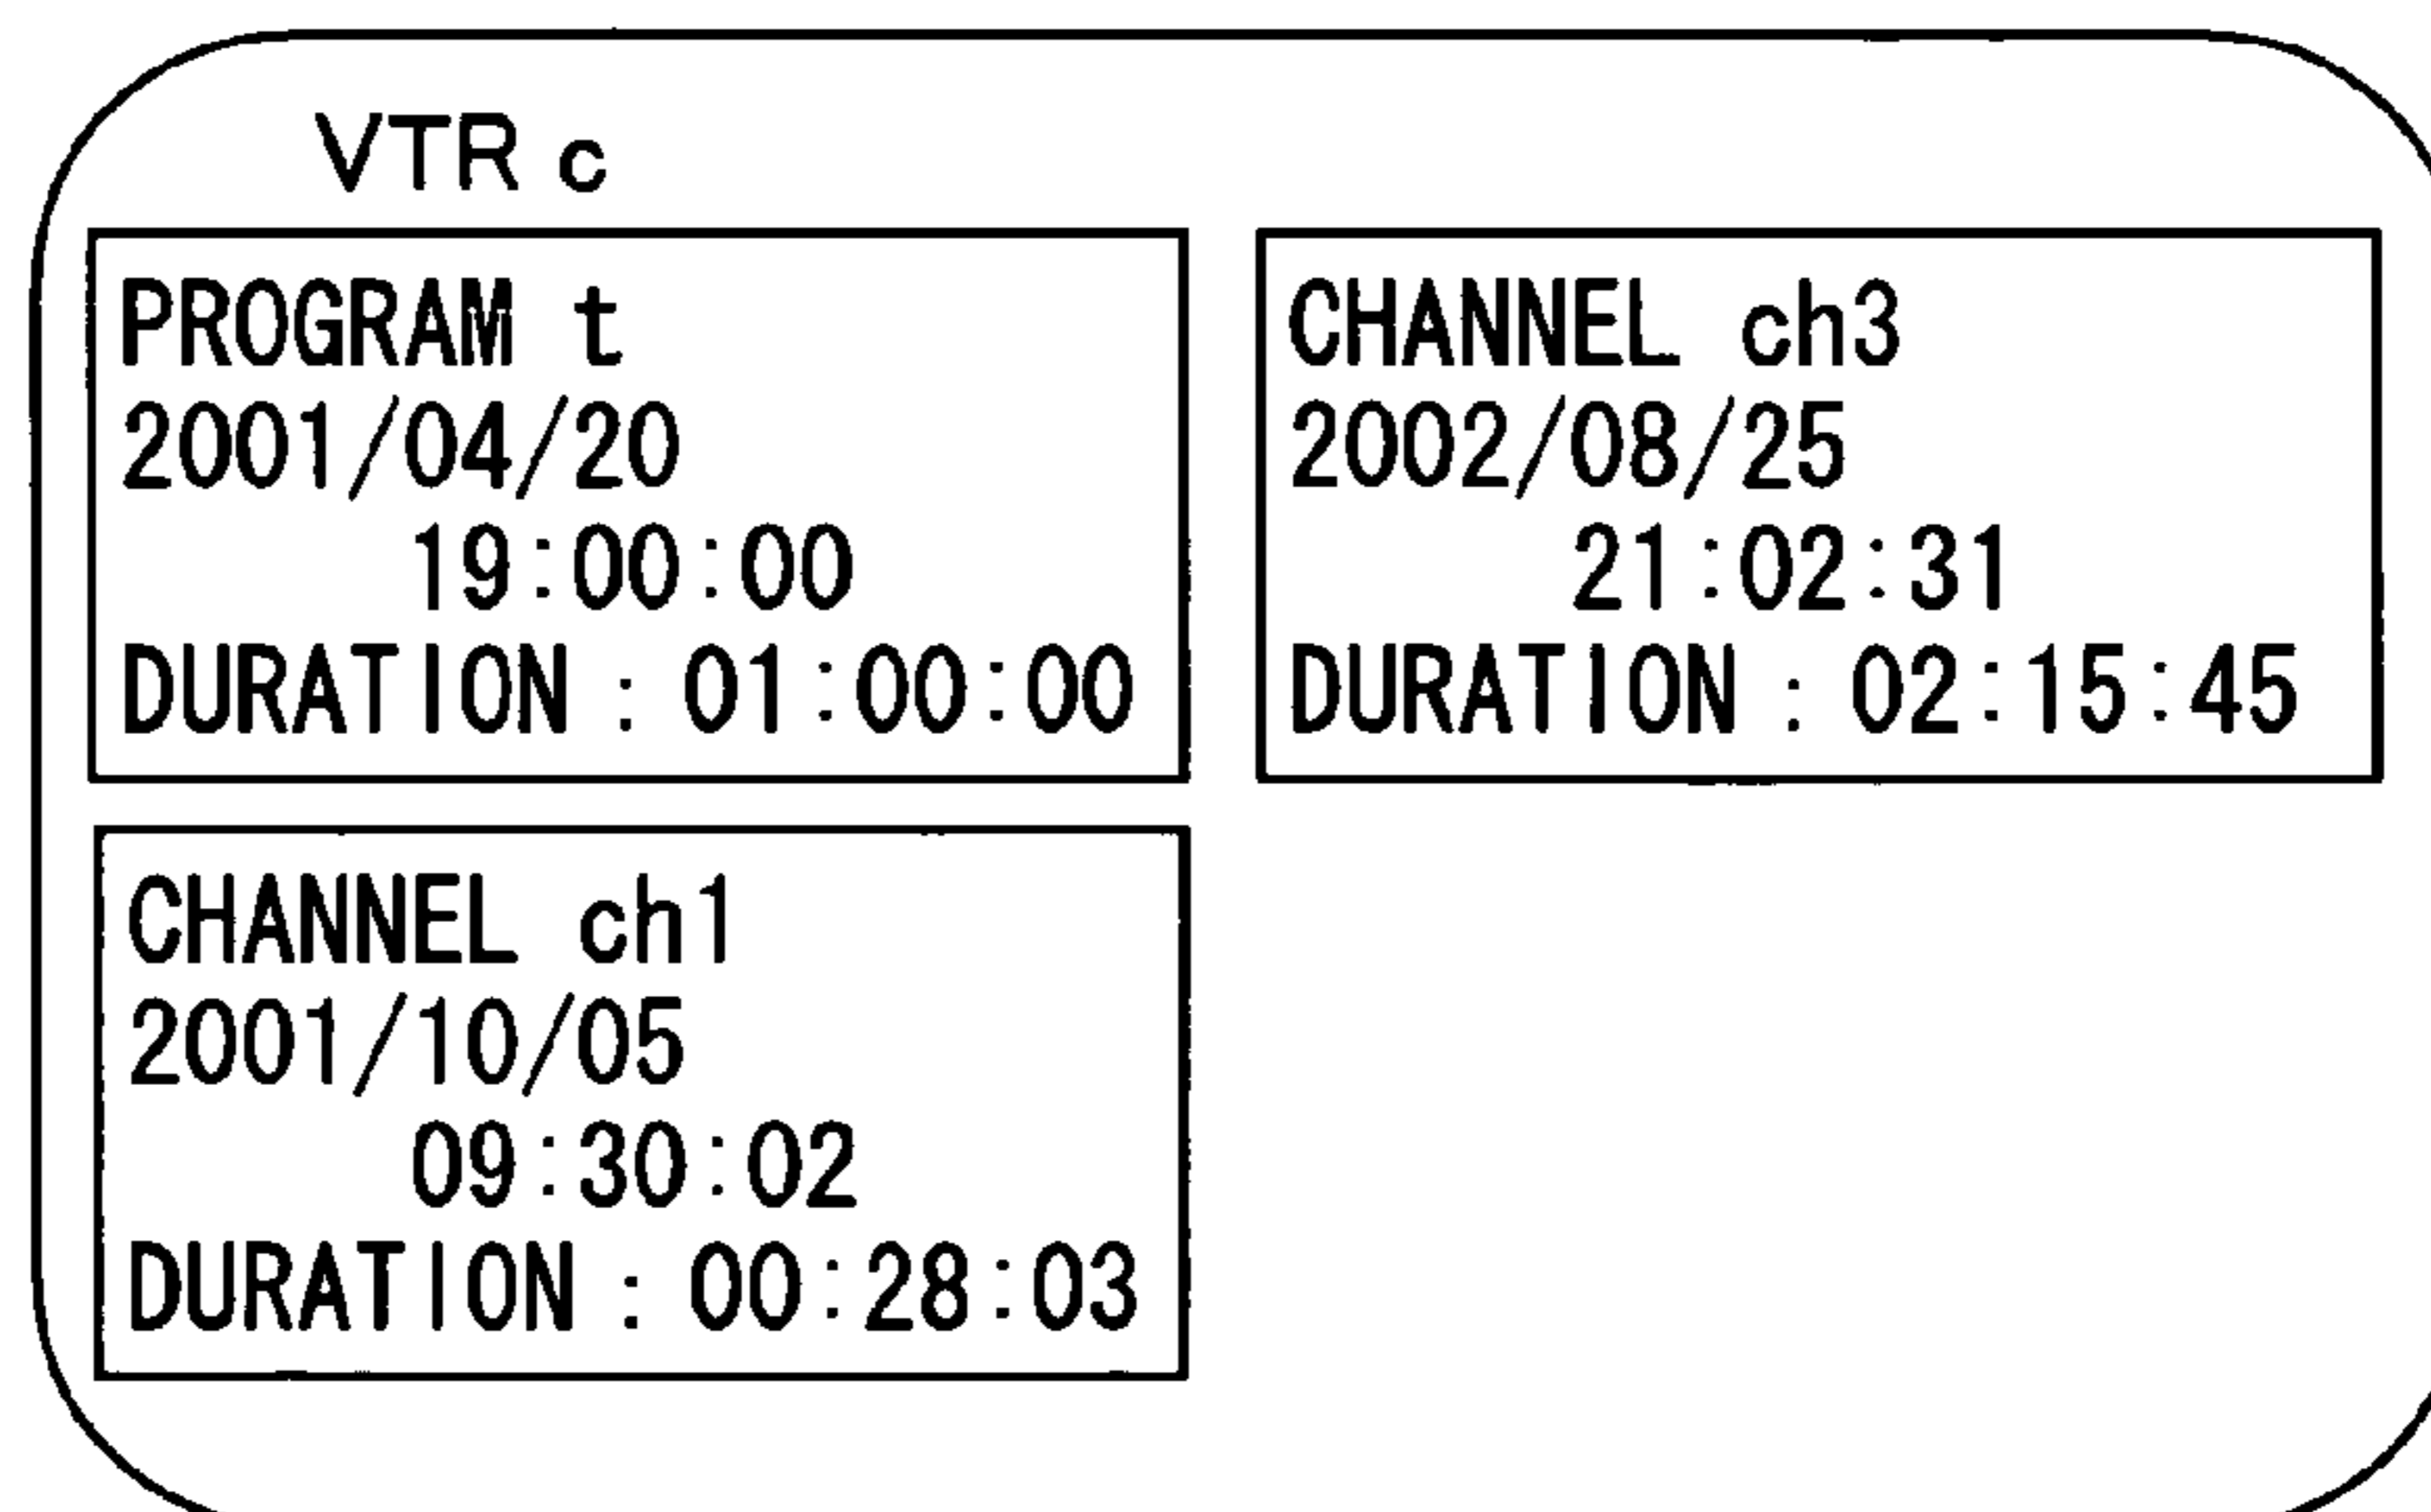 VTR c
PROGRAM t
2001/04/20
19:00:00
DURATION : 01:00:00
CHANNEL ch3
2002/08/25
21:02:31
DURATION : 02:15:45
CHANNEL ch1
2001/10/05
09:30:02
DURATION : 00:28:03